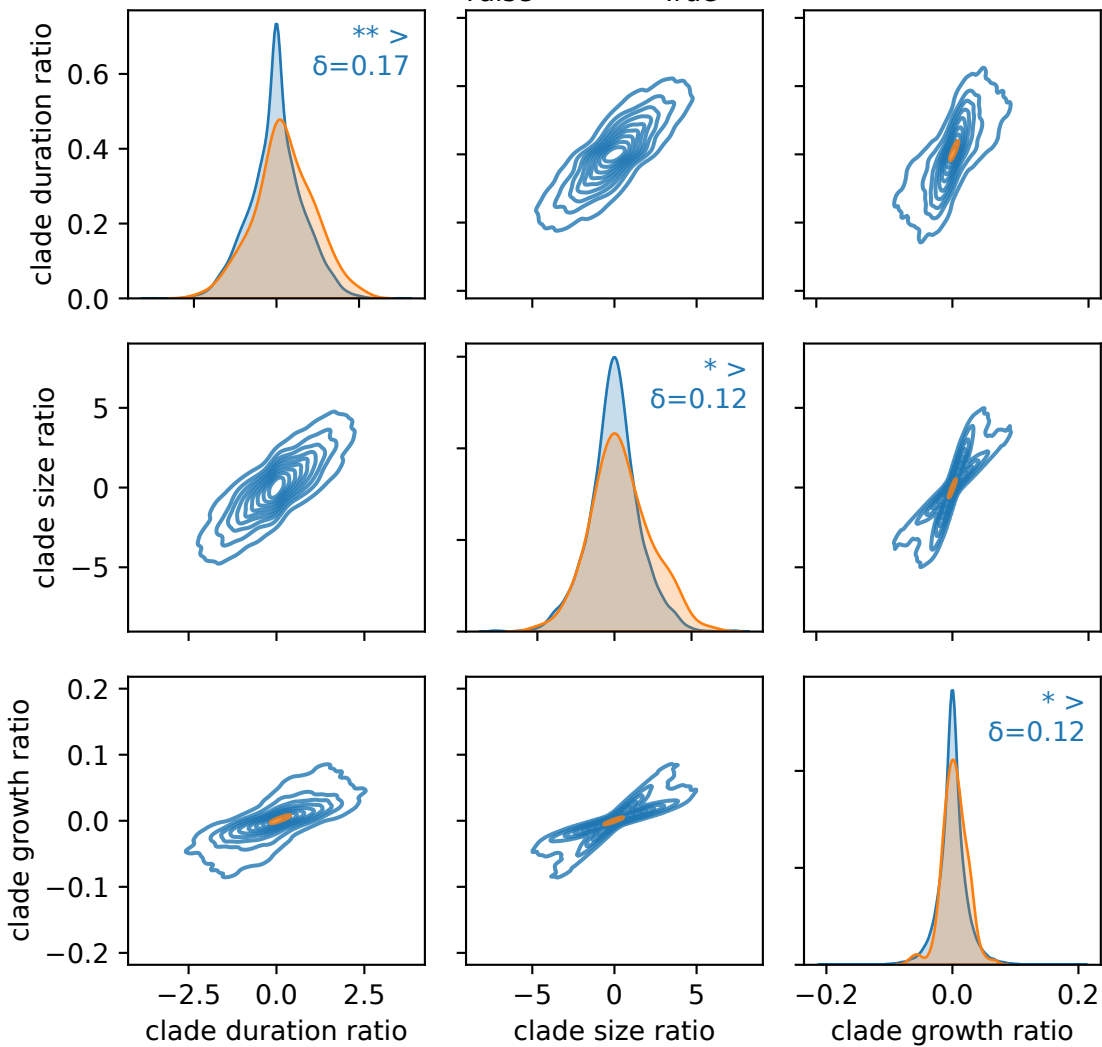 clade duration ratio
0.6
0.4
0.2
0.0
** >
δ=0.17
clade size ratio
5
0
−5
* >
δ=0.12
clade growth ratio
0.2
0.1
0.0
−0.1
−0.2
* >
δ=0.12
−2.5 0.0 2.5
clade duration ratio
−5 0 5
clade size ratio
−0.2 0.0 0.2
clade growth ratio